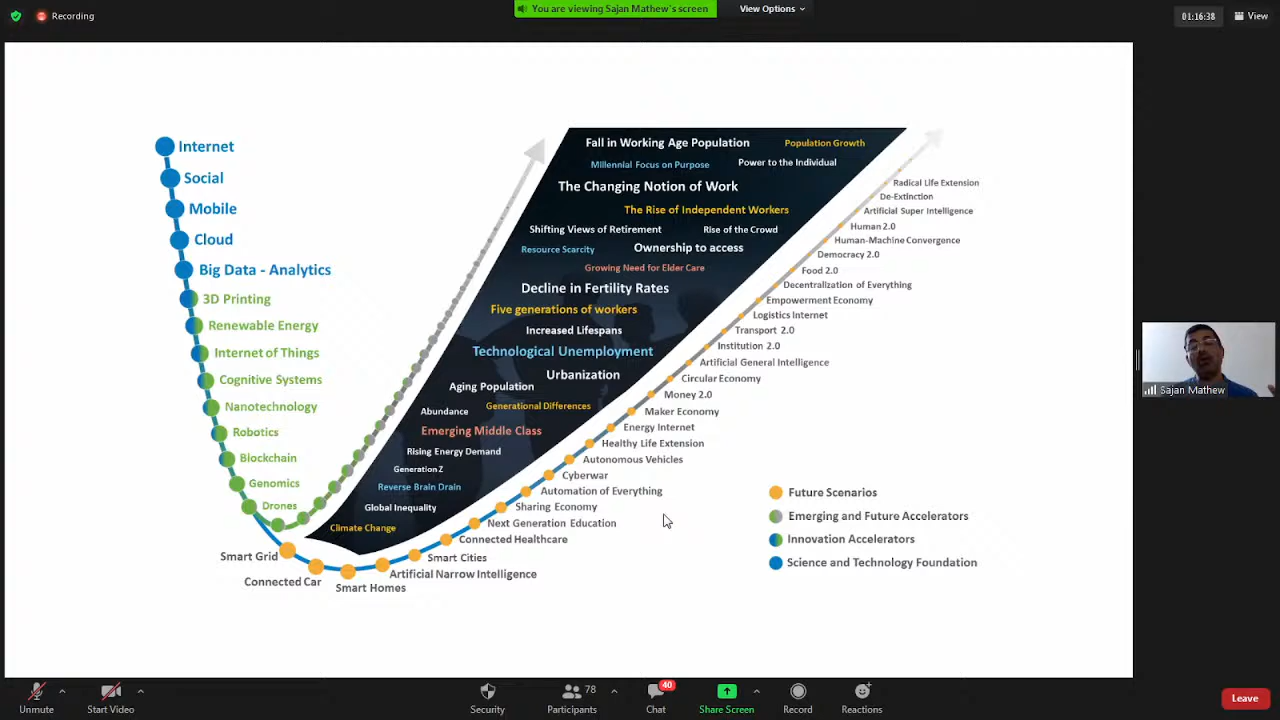 Recording
You are viewing Sajan Mathew's screen
View Options
01:16:38
View
Internet
Social
Mobile
Cloud
Big Data - Analytics
3D Printing
Renewable Energy
Internet of Things
Cognitive Systems
Nanotechnology
Robotics
Blockchain
Genomics
Drones
Smart Grid
Connected Car
Smart Homes
Artificial Narrow Intelligence
Smart Cities
Connected Healthcare
Next Generation Education
Sharing Economy
Automation of Everything
Cyberwar
Autonomous Vehicles
Healthy Life Extension
Energy Internet
Maker Economy
Money 2.0
Circular Economy
Artificial General Intelligence
Institution 2.0
Transport 2.0
Logistics Internet
Empowerment Economy
Decentralization of Everything
Food 2.0
Democracy 2.0
Human-Machine Convergence
Human 2.0
Artificial Super Intelligence
De-Extinction
Radical Life Extension
Fall in Working Age Population
Population Growth
Millennial Focus on Purpose
Power to the Individual
The Changing Notion of Work
The Rise of Independent Workers
Shifting Views of Retirement
Rise of the Crowd
Resource Scarcity
Ownership to access
Growing Need for Elder Care
Decline in Fertility Rates
Five generations of workers
Increased Lifespans
Technological Unemployment
Urbanization
Aging Population
Abundance
Generational Differences
Emerging Middle Class
Rising Energy Demand
Generation Z
Reverse Brain Drain
Global Inequality
Climate Change
Future Scenarios
Emerging and Future Accelerators
Innovation Accelerators
Science and Technology Foundation
Sajan Mathew
Unmute
Start Video
Security
78
Participants
40
Chat
Share Screen
Record
Reactions
Leave